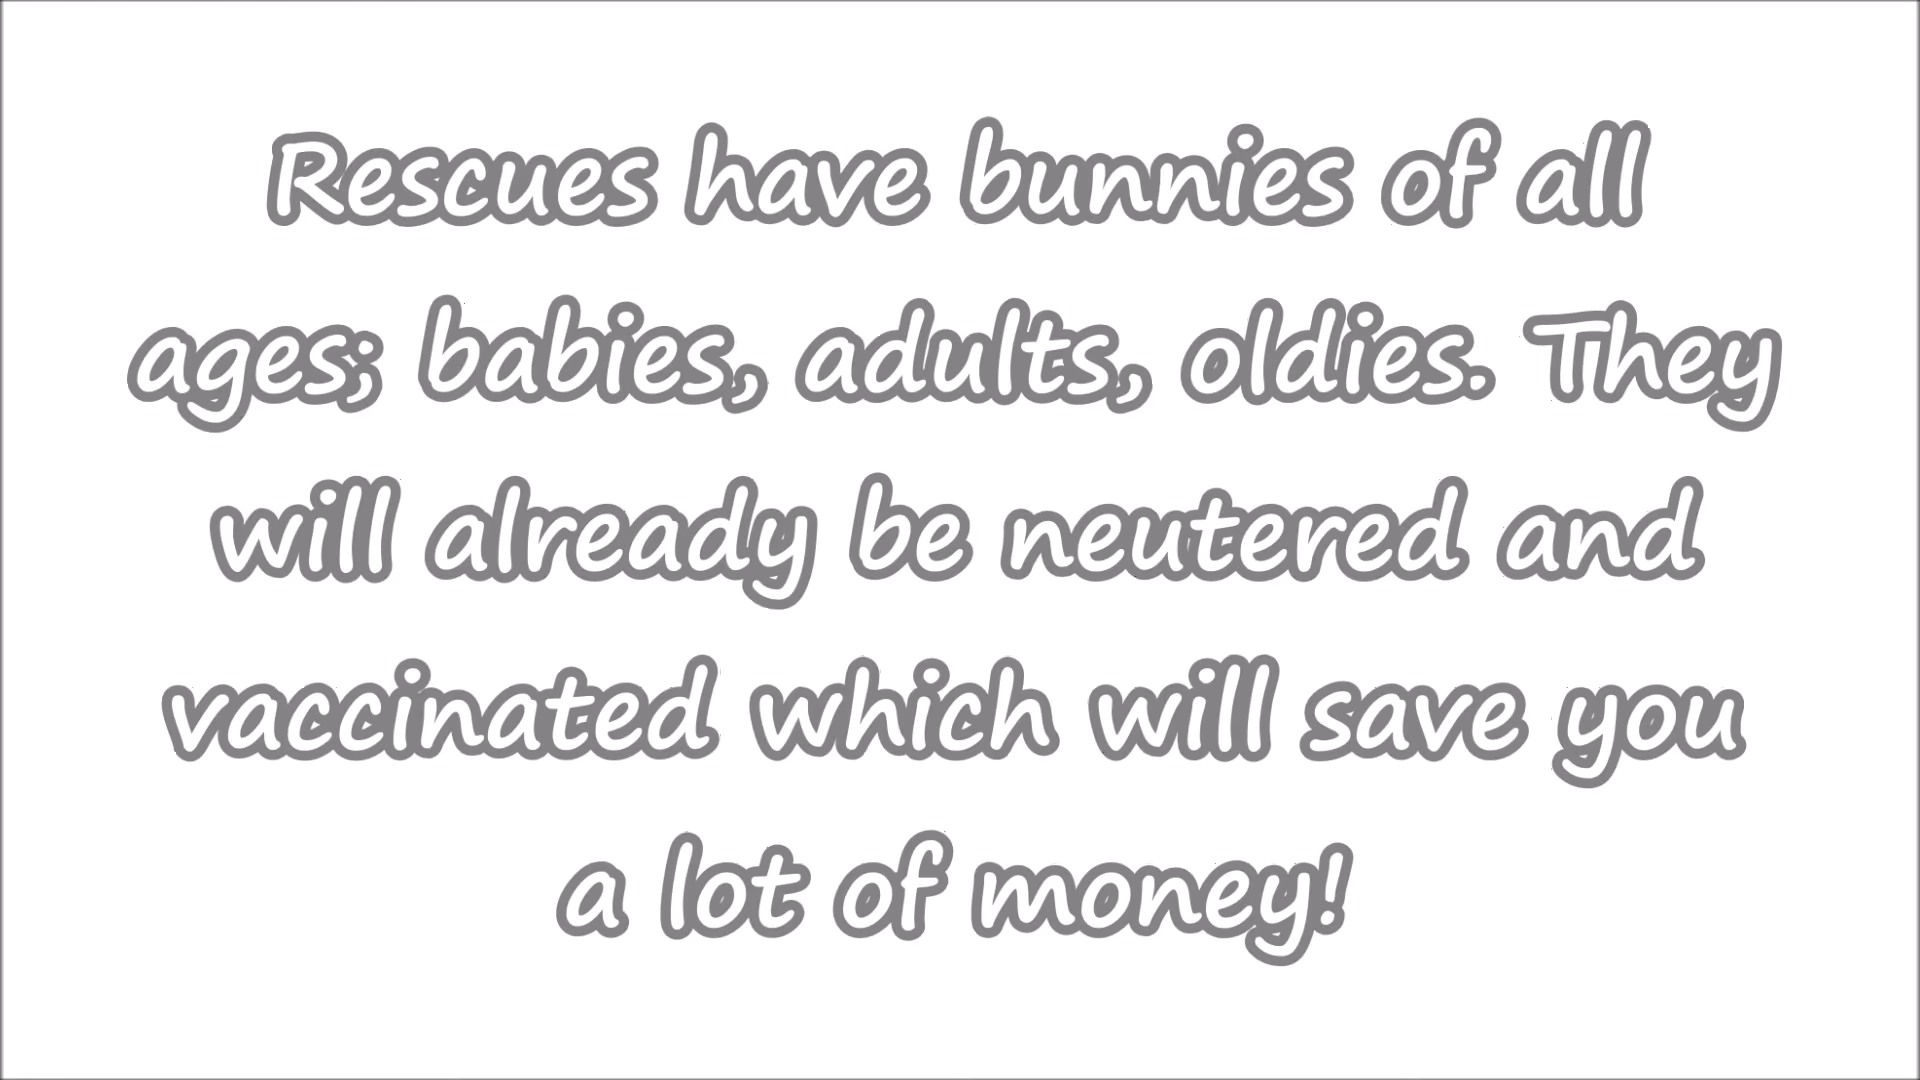 Rescues have bunnies of all
ages; babies, adults, oldies. They
will already be neutered and
vaccinated which will save you
a lot of money!